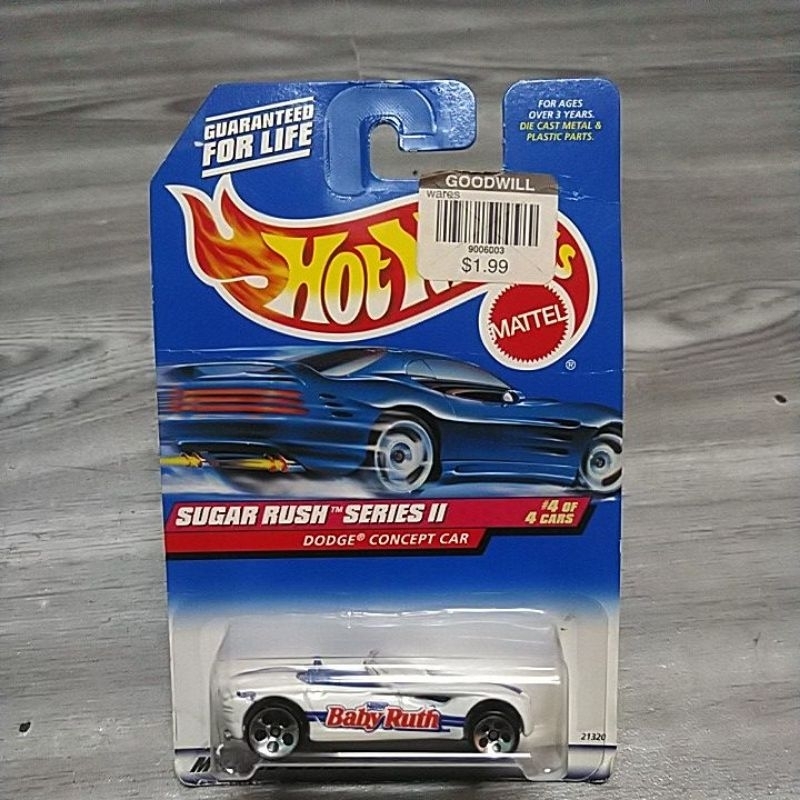 GUARANTEED
FOR LIFE
FOR AGES
OVER 3 YEARS.
DIE CAST METAL &
PLASTIC PARTS.
GOODWILL
wares
9006003
$1.99
HOT
MATTEL
®
SUGAR RUSH™ SERIES II
#4 OF
4 CARS
DODGE® CONCEPT CAR
Baby Ruth
21320